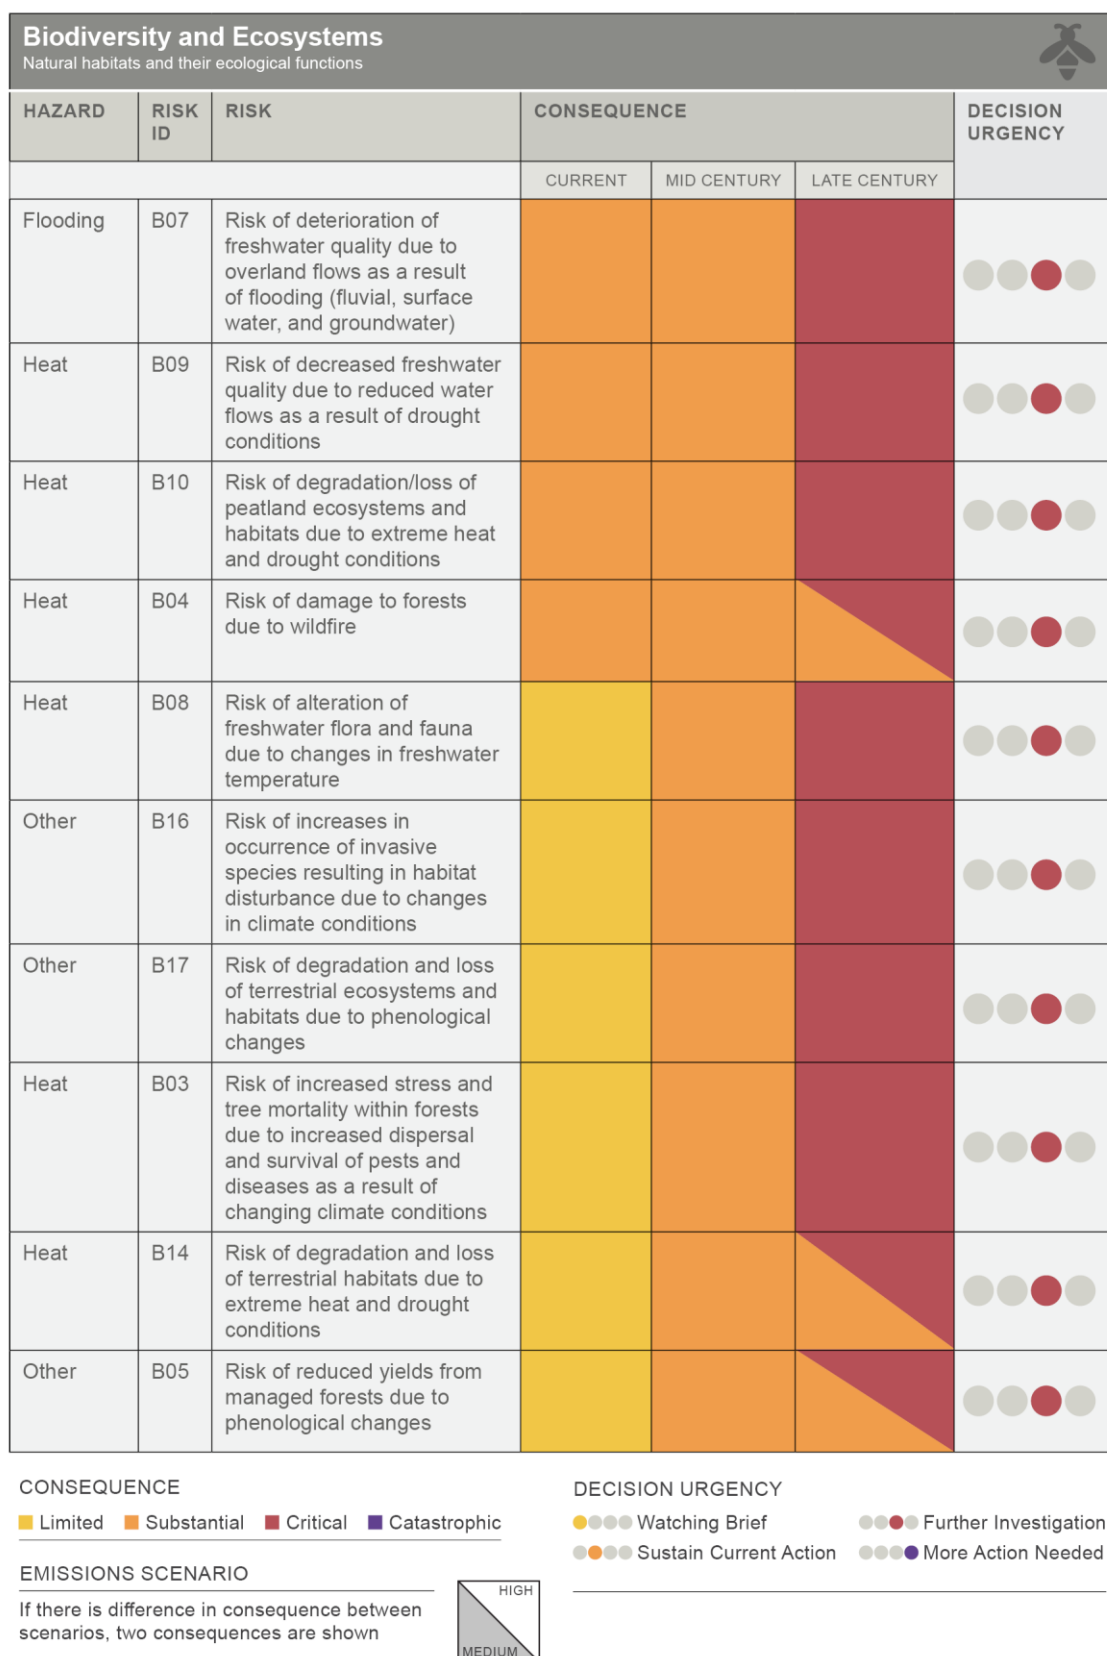 Biodiversity and Ecosystems
Natural habitats and their ecological functions
HAZARD
RISK
ID
RISK
CONSEQUENCE
DECISION
URGENCY
CURRENT
MID CENTURY
LATE CENTURY
Flooding
B07
Risk of deterioration of
freshwater quality due to
overland flows as a result
of flooding (fluvial, surface
water, and groundwater)
Heat
B09
Risk of decreased freshwater
quality due to reduced water
flows as a result of drought
conditions
Heat
B10
Risk of degradation/loss of
peatland ecosystems and
habitats due to extreme heat
and drought conditions
Heat
B04
Risk of damage to forests
due to wildfire
Heat
B08
Risk of alteration of
freshwater flora and fauna
due to changes in freshwater
temperature
Other
B16
Risk of increases in
occurrence of invasive
species resulting in habitat
disturbance due to changes
in climate conditions
Other
B17
Risk of degradation and loss
of terrestrial ecosystems and
habitats due to phenological
changes
Heat
B03
Risk of increased stress and
tree mortality within forests
due to increased dispersal
and survival of pests and
diseases as a result of
changing climate conditions
Heat
B14
Risk of degradation and loss
of terrestrial habitats due to
extreme heat and drought
conditions
Other
B05
Risk of reduced yields from
managed forests due to
phenological changes
CONSEQUENCE
Limited
Substantial
Critical
Catastrophic
EMISSIONS SCENARIO
If there is difference in consequence between
scenarios, two consequences are shown
HIGH
MEDIUM
DECISION URGENCY
Watching Brief
Further Investigation
Sustain Current Action
More Action Needed